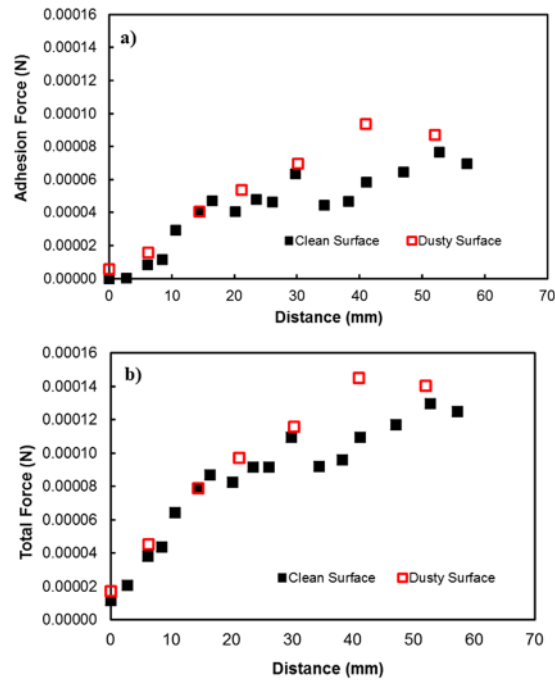 a)
Adhesion Force (N)
0.00016
0.00014
0.00012
0.00010
0.00008
0.00006
0.00004
0.00002
0.00000
Clean Surface
Dusty Surface
0 10 20 30 40 50 60 70
Distance (mm)
b)
Total Force (N)
0.00016
0.00014
0.00012
0.00010
0.00008
0.00006
0.00004
0.00002
0.00000
Clean Surface
Dusty Surface
0 10 20 30 40 50 60 70
Distance (mm)